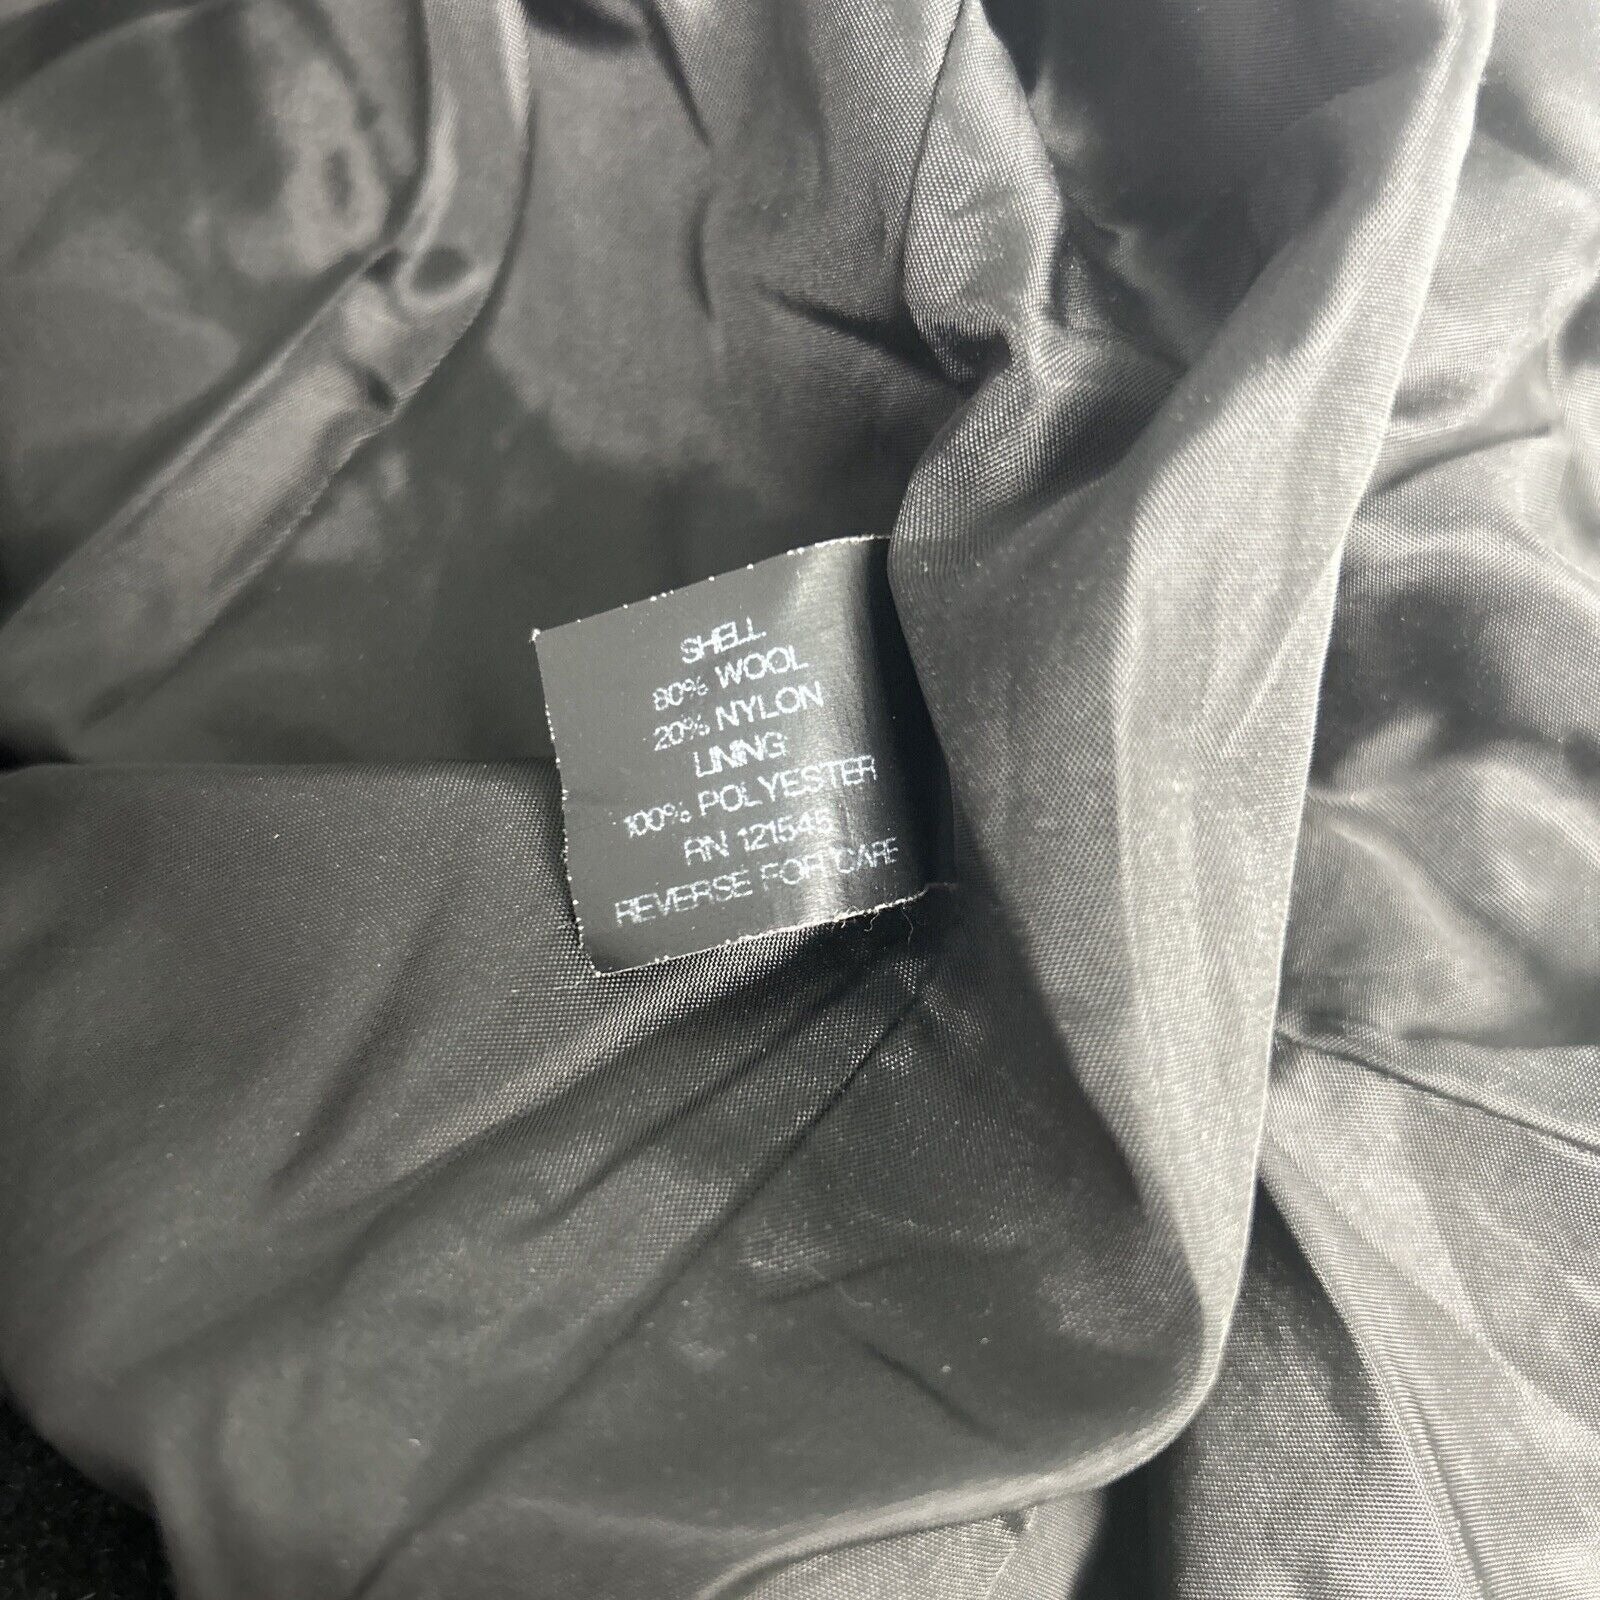 SHELL
80% WOOL
20% NYLON
LINING
100% POLYESTER
RN 121545
REVERSE FOR CARE